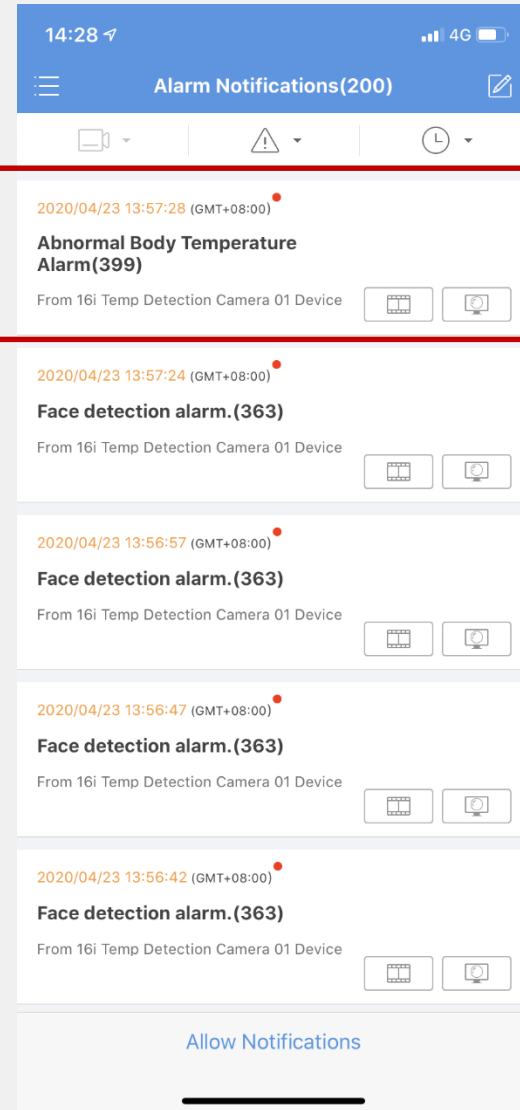 14:28
4G
Alarm Notifications(200)
2020/04/23 13:57:28 (GMT+08:00)
Abnormal Body Temperature
Alarm(399)
From 16i Temp Detection Camera 01 Device
2020/04/23 13:57:24 (GMT+08:00)
Face detection alarm.(363)
From 16i Temp Detection Camera 01 Device
2020/04/23 13:56:57 (GMT+08:00)
Face detection alarm.(363)
From 16i Temp Detection Camera 01 Device
2020/04/23 13:56:47 (GMT+08:00)
Face detection alarm.(363)
From 16i Temp Detection Camera 01 Device
2020/04/23 13:56:42 (GMT+08:00)
Face detection alarm.(363)
From 16i Temp Detection Camera 01 Device
Allow Notifications